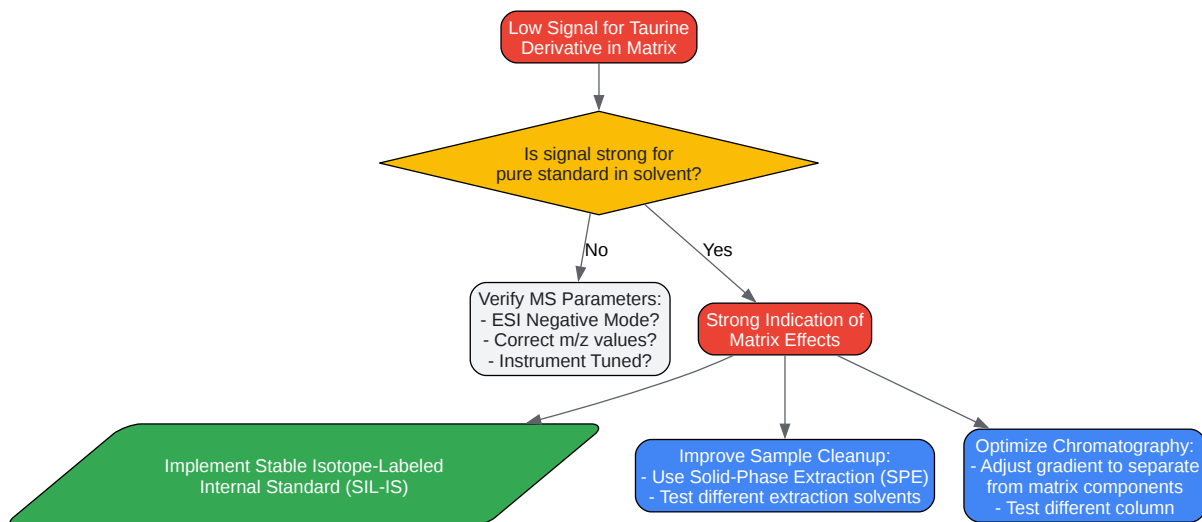 Low Signal for Taurine
Derivative in Matrix
Is signal strong for
pure standard in solvent?
No
Yes
Verify MS Parameters:
- ESI Negative Mode?
- Correct m/z values?
- Instrument Tuned?
Strong Indication of
Matrix Effects
Implement Stable Isotope-Labeled
Internal Standard (SIL-IS)
Improve Sample Cleanup:
- Use Solid-Phase Extraction (SPE)
- Test different extraction solvents
Optimize Chromatography:
- Adjust gradient to separate
from matrix components
- Test different column